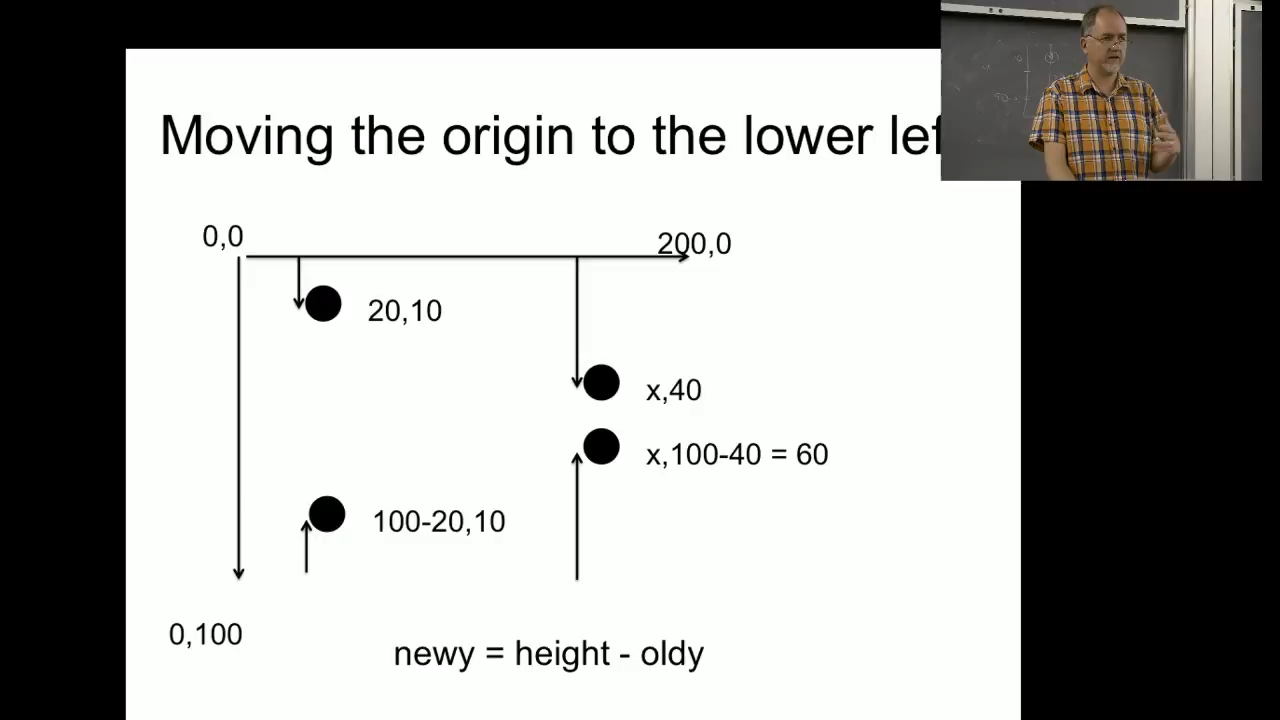 Moving the origin to the lower lef
0,0
200,0
20,10
x,40
x,100-40 = 60
100-20,10
0,100
newy = height - oldy